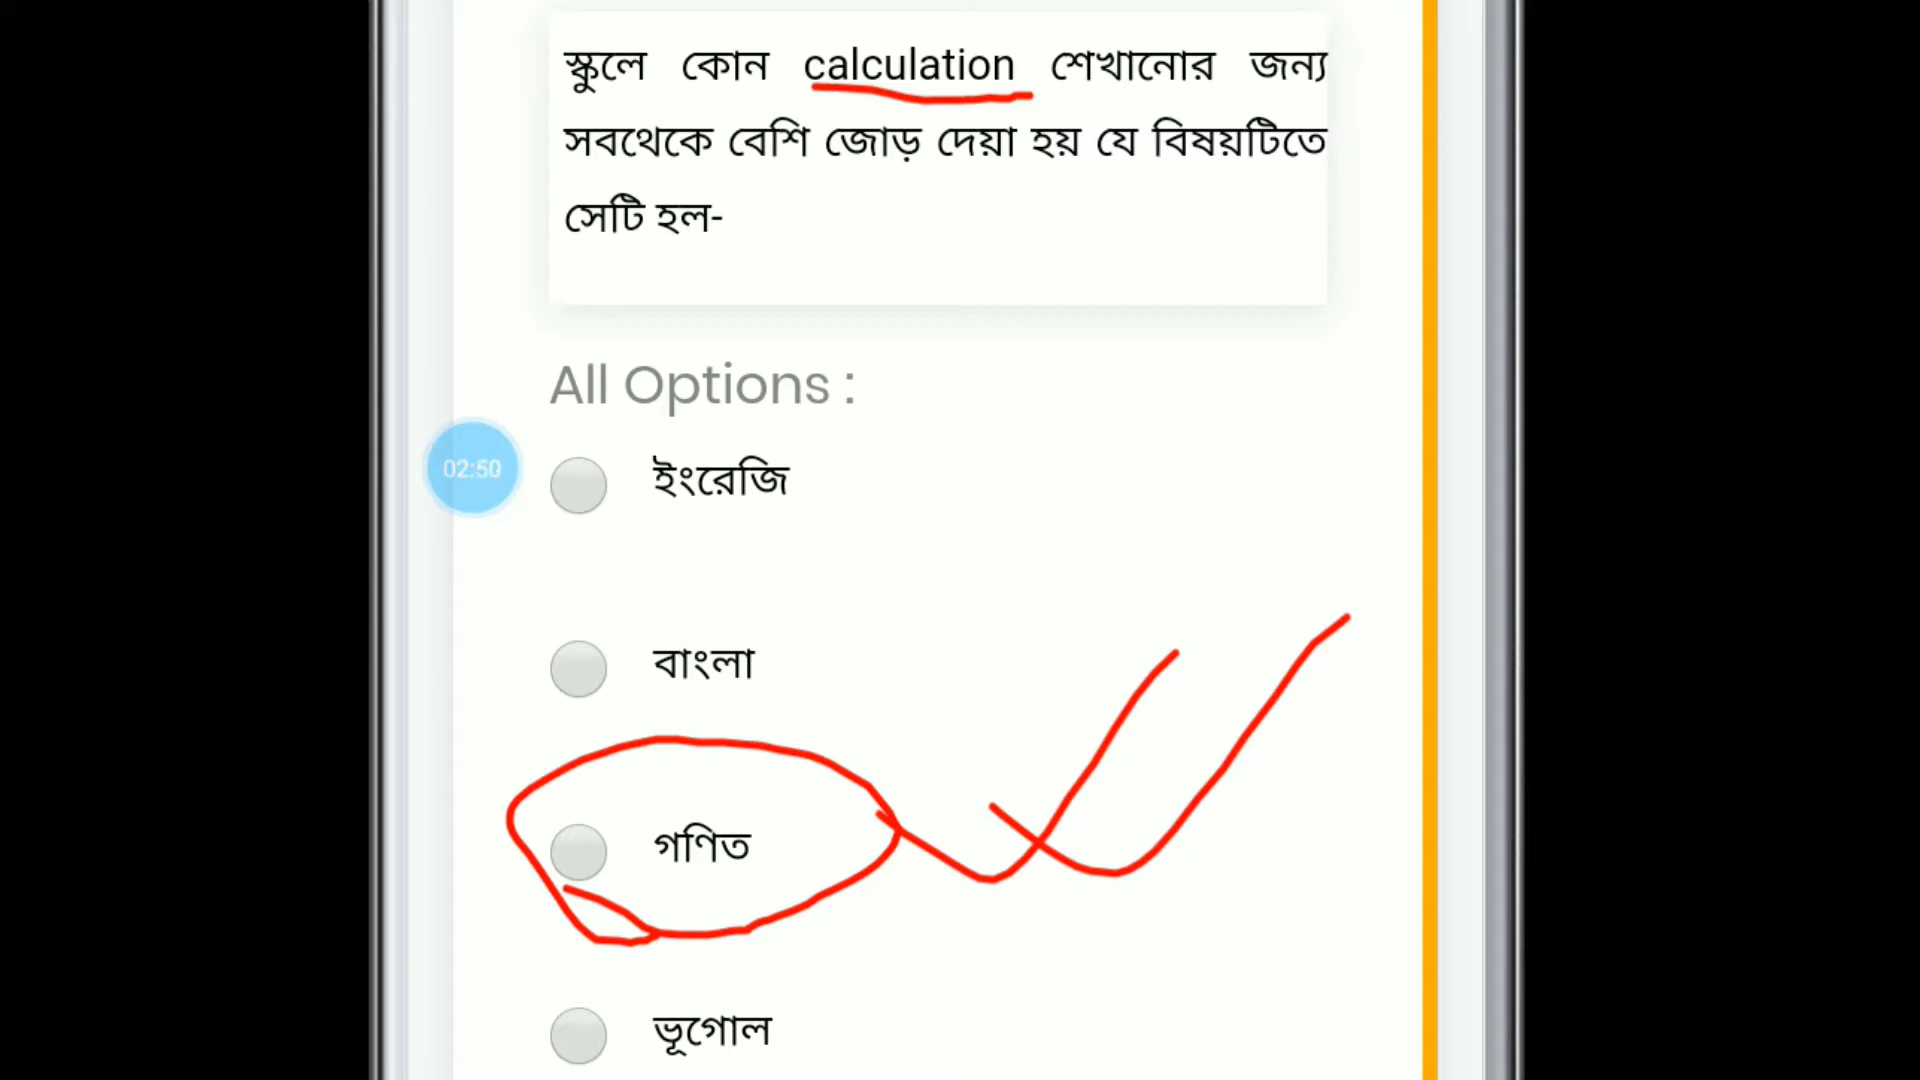 স্কুলে কোন calculation শেখানোর জন্য
সবথেকে বেশি জোড় দেয়া হয় যে বিষয়টিতে
সেটি হল-
All Options :
02:50
ইংরেজি
বাংলা
গণিত
ভূগোল